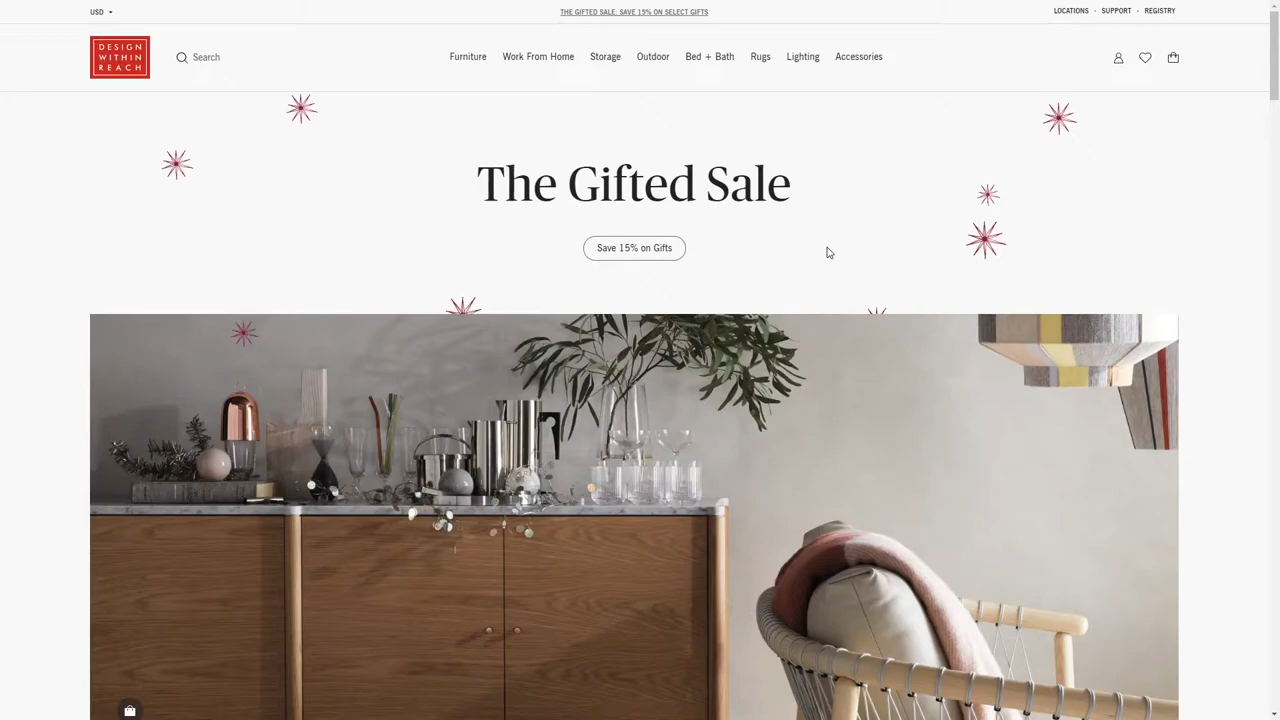 USD
THE GIFTED SALE: SAVE 15% ON SELECT GIFTS
LOCATIONS · SUPPORT · REGISTRY
DESIGN
WITHIN
REACH
Search
Furniture Work From Home Storage Outdoor Bed + Bath Rugs Lighting Accessories
The Gifted Sale
Save 15% on Gifts